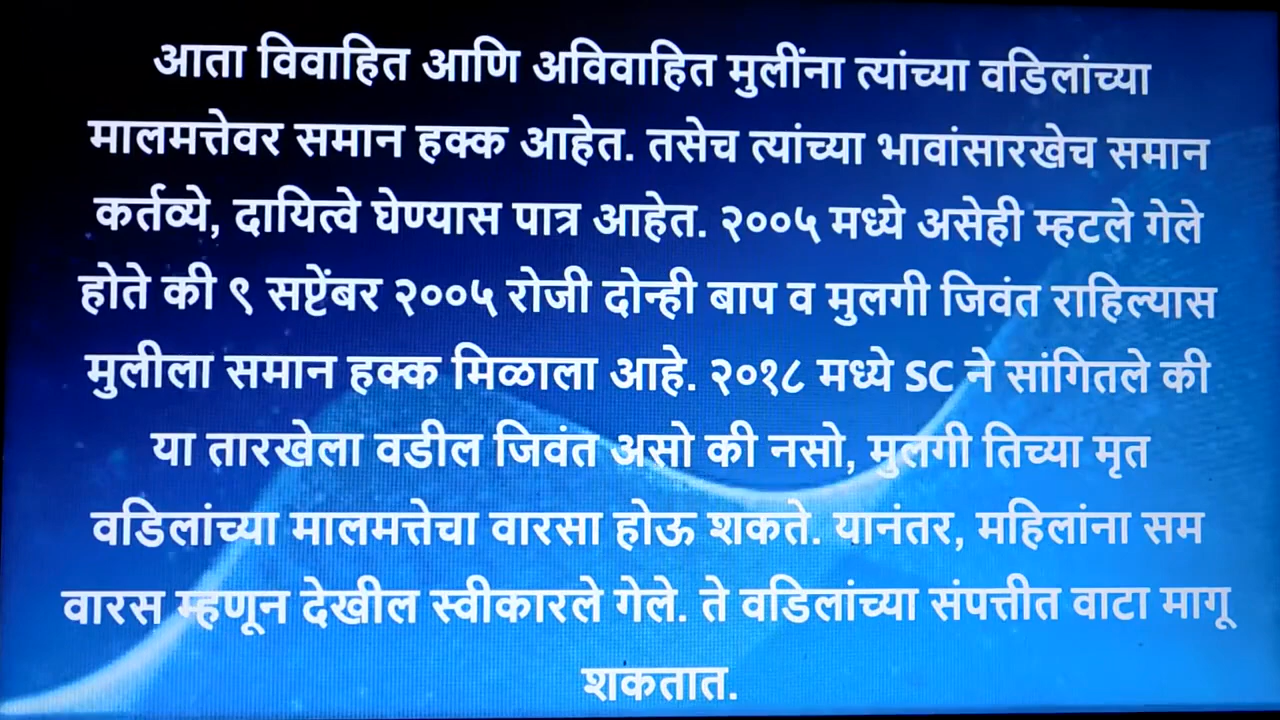 आता विवाहित आणि अविवाहित मुलींना त्यांच्या वडिलांच्या
मालमत्तेवर समान हक्क आहेत. तसेच त्यांच्या भावांसारखेच समान
कर्तव्ये, दायित्वे घेण्यास पात्र आहेत. २००५ मध्ये असेही म्हटले गेले
होते की ९ सप्टेंबर २००५ रोजी दोन्ही बाप व मुलगी जिवंत राहिल्यास
मुलीला समान हक्क मिळाला आहे. २०१८ मध्ये SC ने सांगितले की
या तारखेला वडील जिवंत असो की नसो, मुलगी तिच्या मृत
वडिलांच्या मालमत्तेचा वारसा होऊ शकते. यानंतर, महिलांना सम
वारस म्हणून देखील स्वीकारले गेले. ते वडिलांच्या संपत्तीत वाटा मागू
शकतात.